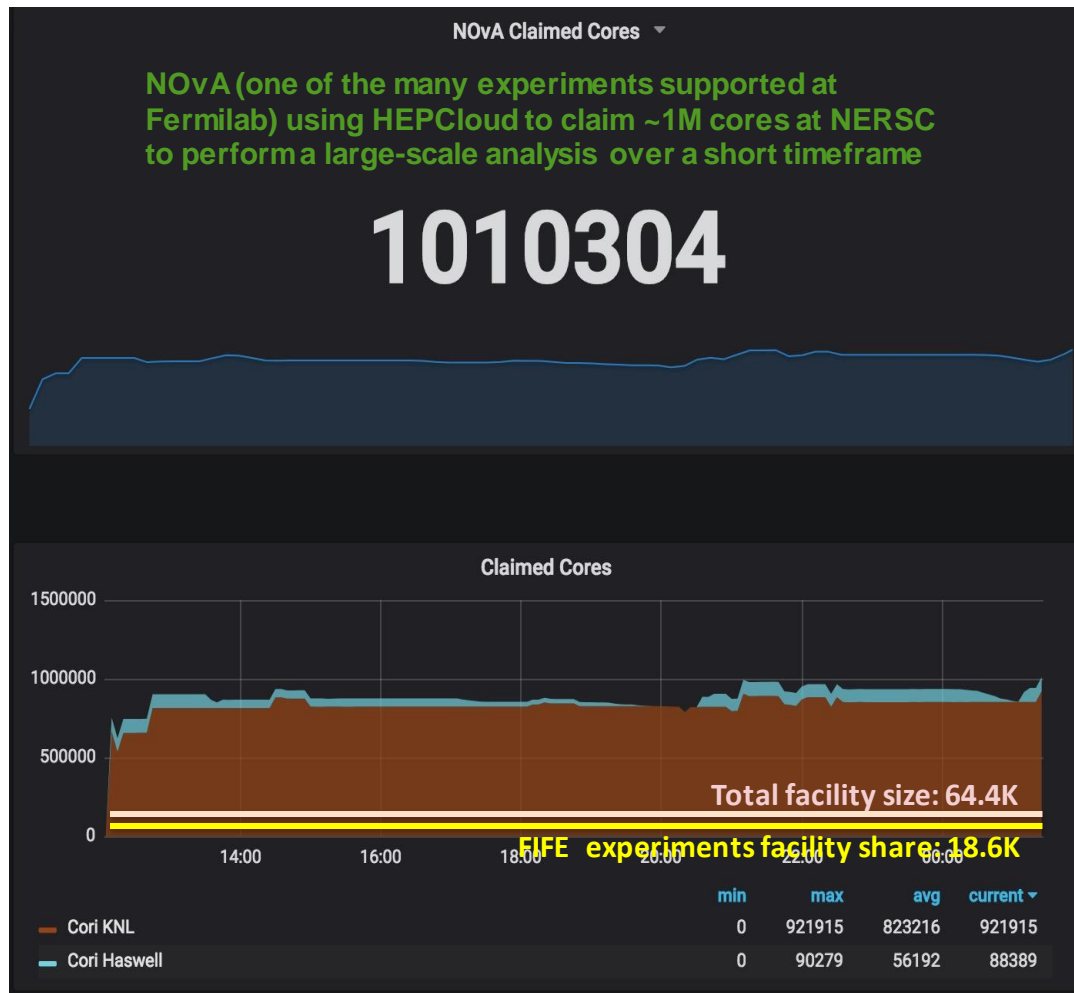 NOvA Claimed Cores
NOvA (one of the many experiments supported at
Fermilab) using HEPCloud to claim ~1M cores at NERSC
to perform a large-scale analysis over a short timeframe
1010304
Claimed Cores
1500000
1000000
500000
Total facility size: 64.4K
0
FIFE experiments facility share: 18.6K
14:00 16:00 18:00 20:00 22:00 00:00
min max avg current
Cori KNL 0 921915 823216 921915
Cori Haswell 0 90279 56192 88389